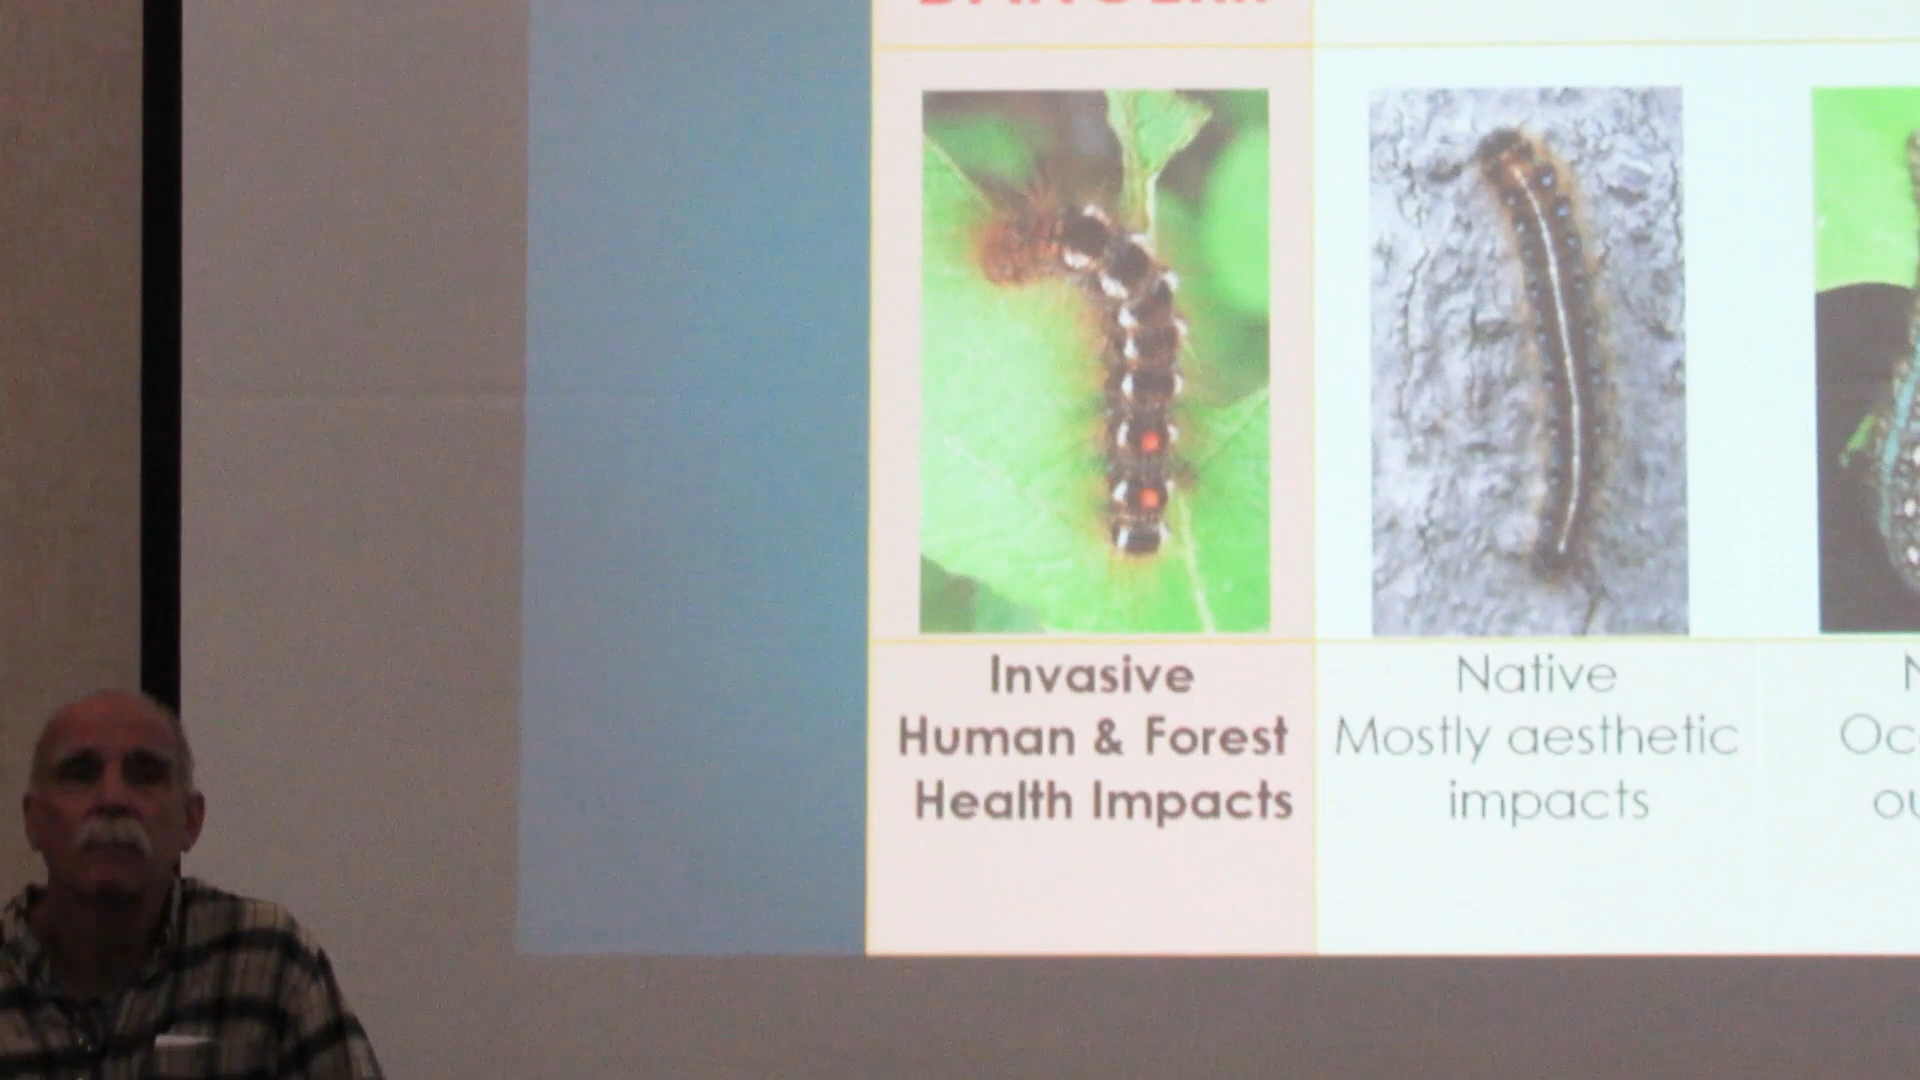 Invasive
Human & Forest
Health Impacts
Native
Mostly aesthetic
impacts